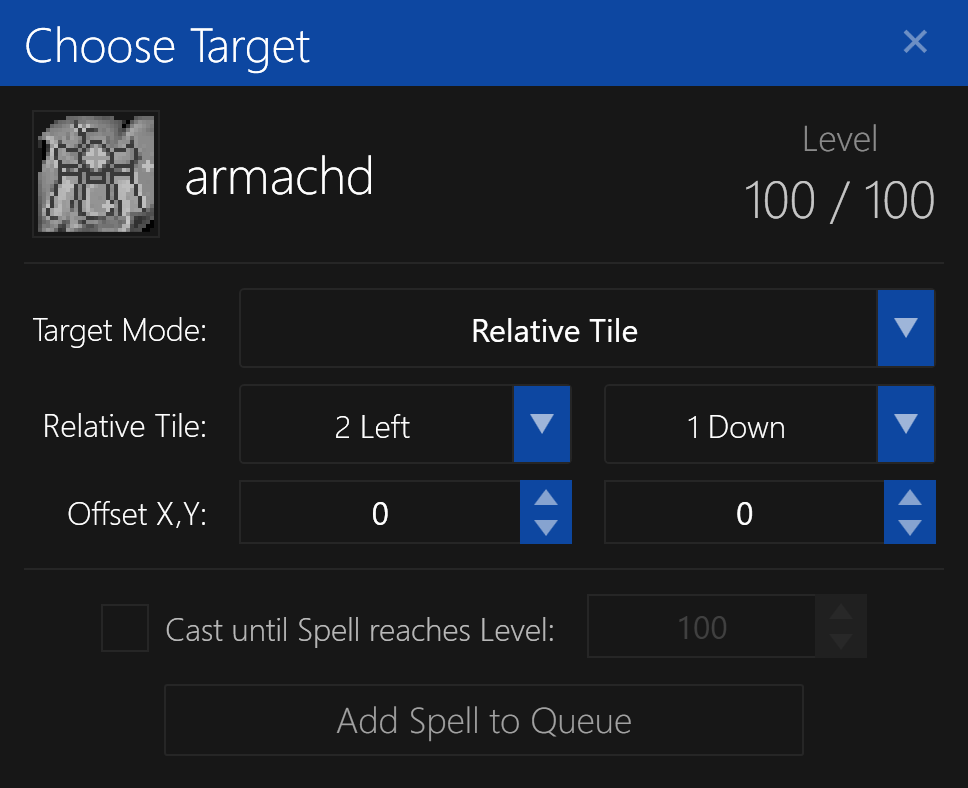 Choose Target
armachd
Level
100 / 100
Target Mode:
Relative Tile
Relative Tile:
2 Left
1 Down
Offset X,Y:
0
0
Cast until Spell reaches Level:
100
Add Spell to Queue